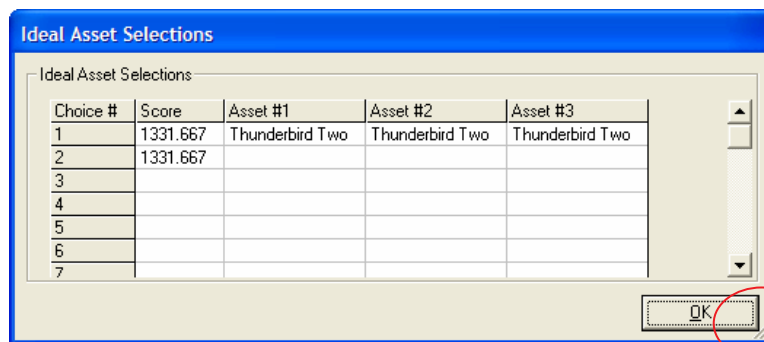 Ideal Asset Selections
Ideal Asset Selections
Choice # Score Asset #1 Asset #2 Asset #3
1 1331.667 Thunderbird Two Thunderbird Two Thunderbird Two
2 1331.667
3
4
5
6
7
OK